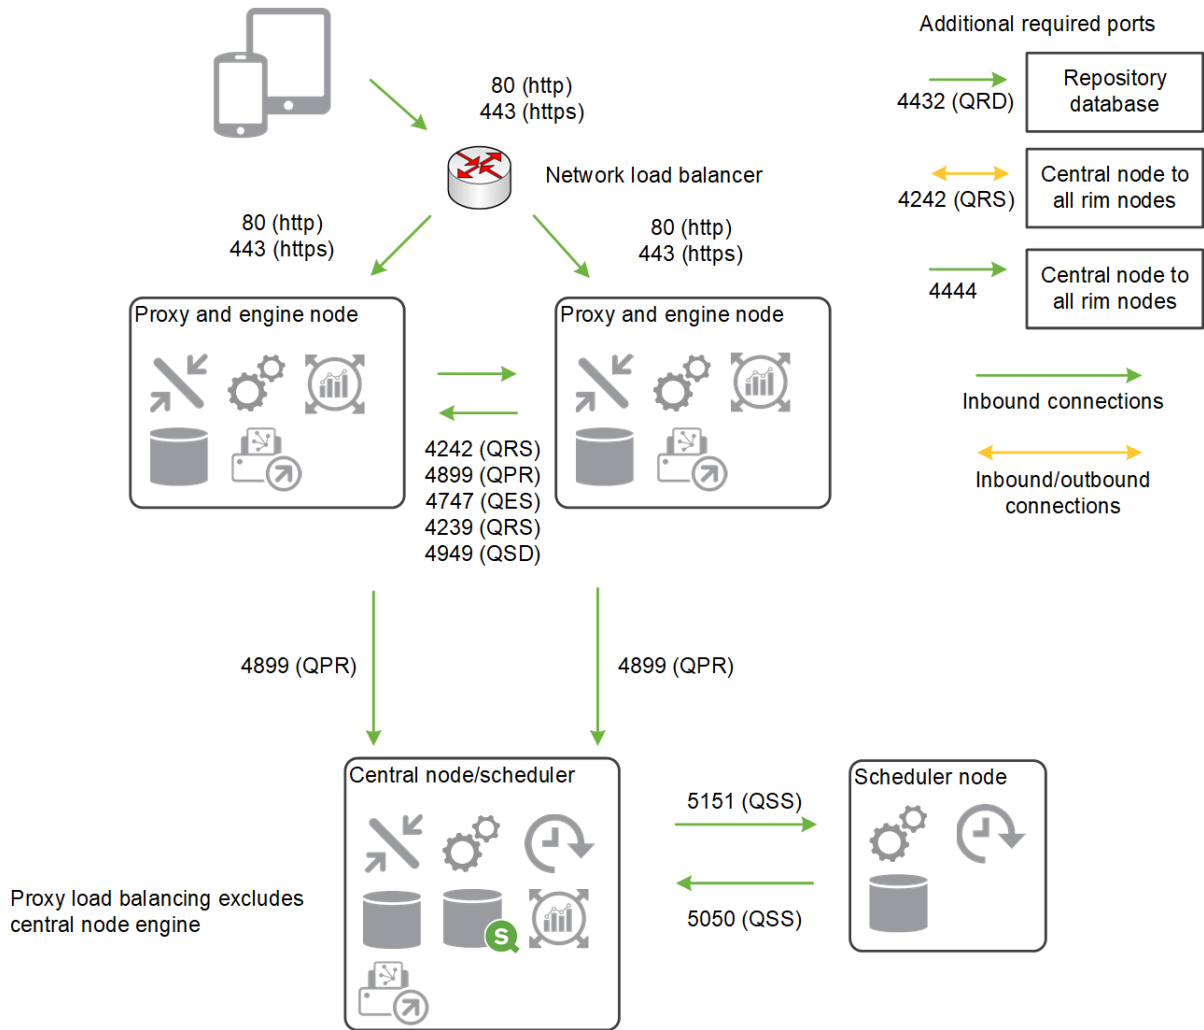 Additional required ports
80 (http)
443 (https)
4432 (QRD)
Repository
database
Network load balancer
4242 (QRS)
Central node to
all rim nodes
80 (http)
443 (https)
80 (http)
443 (https)
4444
Central node to
all rim nodes
Proxy and engine node
Proxy and engine node
Inbound connections
4242 (QRS)
4899 (QPR)
4747 (QES)
4239 (QRS)
4949 (QSD)
Inbound/outbound
connections
4899 (QPR)
4899 (QPR)
Central node/scheduler
Scheduler node
5151 (QSS)
5050 (QSS)
Proxy load balancing excludes
central node engine
S